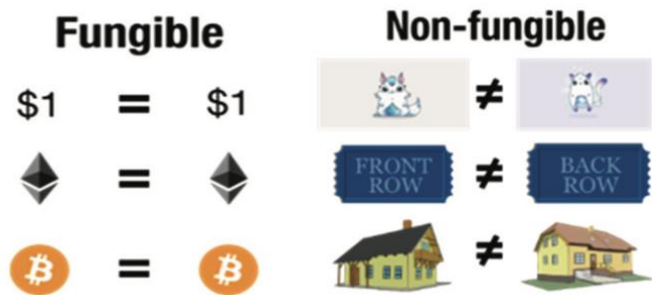 Fungible
$1 = $1
=
=
Non-fungible
≠
FRONT
ROW
≠
BACK
ROW
≠